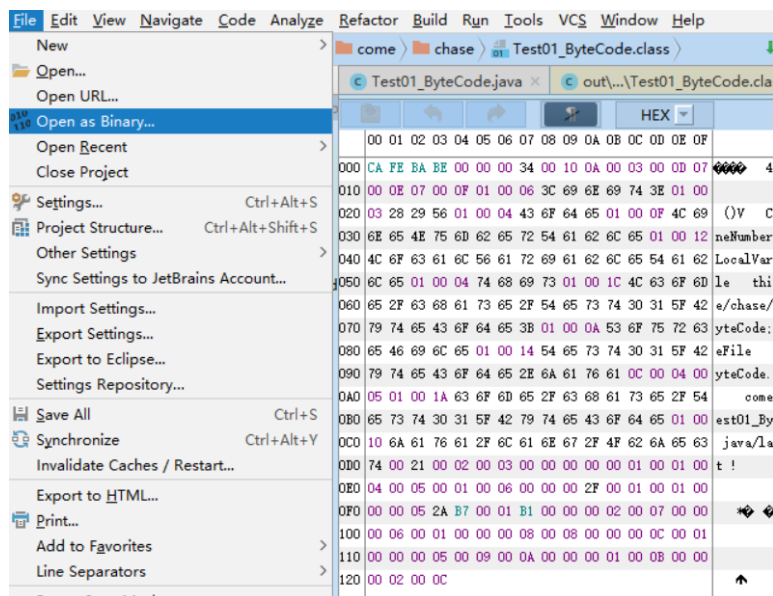 File Edit View Navigate Code Analyze Refactor Build Run Tools VCS Window Help
New
Open...
Open URL...
Open as Binary...
Open Recent
Close Project
Settings... Ctrl+Alt+S
Project Structure... Ctrl+Alt+Shift+S
Other Settings
Sync Settings to JetBrains Account...
Import Settings...
Export Settings...
Export to Eclipse...
Settings Repository...
Save All Ctrl+S
Synchronize Ctrl+Alt+Y
Invalidate Caches / Restart...
Export to HTML...
Print...
Add to Favorites
Line Separators
come chase Test01_ByteCode.class
Test01_ByteCode.java out\...\Test01_ByteCode.cla
HEX
00 01 02 03 04 05 06 07 08 09 0A 0B 0C 0D 0E 0F
000 CA FE BA BE 00 00 00 34 00 10 0A 00 03 00 0D 07 4
010 00 0E 07 00 0F 01 00 06 3C 69 6E 69 74 3E 01 00
020 03 28 29 56 01 00 04 43 6F 64 65 01 00 0F 4C 69 ()V C
030 6E 65 4E 75 6D 62 65 72 54 61 62 6C 65 01 00 12 neNumber
040 4C 6F 63 61 6C 56 61 72 69 61 62 6C 65 54 61 62 LocalVar
050 6C 65 01 00 04 74 68 69 73 01 00 1C 4C 63 6F 6D le thi
060 65 2F 63 68 61 73 65 2F 54 65 73 74 30 31 5F 42 e/chase/
070 79 74 65 43 6F 64 65 3B 01 00 0A 53 6F 75 72 63 yteCode;
080 65 46 69 6C 65 01 00 14 54 65 73 74 30 31 5F 42 eFile
090 79 74 65 43 6F 64 65 2E 6A 61 76 61 0C 00 04 00 yteCode.
0A0 05 01 00 1A 63 6F 6D 65 2F 63 68 61 73 65 2F 54 come
0B0 65 73 74 30 31 5F 42 79 74 65 43 6F 64 65 01 00 est01_By
0C0 10 6A 61 76 61 2F 6C 61 6E 67 2F 4F 62 6A 65 63 java/la
0D0 74 00 21 00 02 00 03 00 00 00 00 00 01 00 01 00 t !
0E0 04 00 05 00 01 00 06 00 00 00 2F 00 01 00 01 00
0F0 00 00 05 2A B7 00 01 B1 00 00 00 02 00 07 00 00 *
100 00 06 00 01 00 00 00 08 00 08 00 00 00 0C 00 01
110 00 00 00 05 00 09 00 0A 00 00 00 01 00 0B 00 00
120 00 02 00 0C